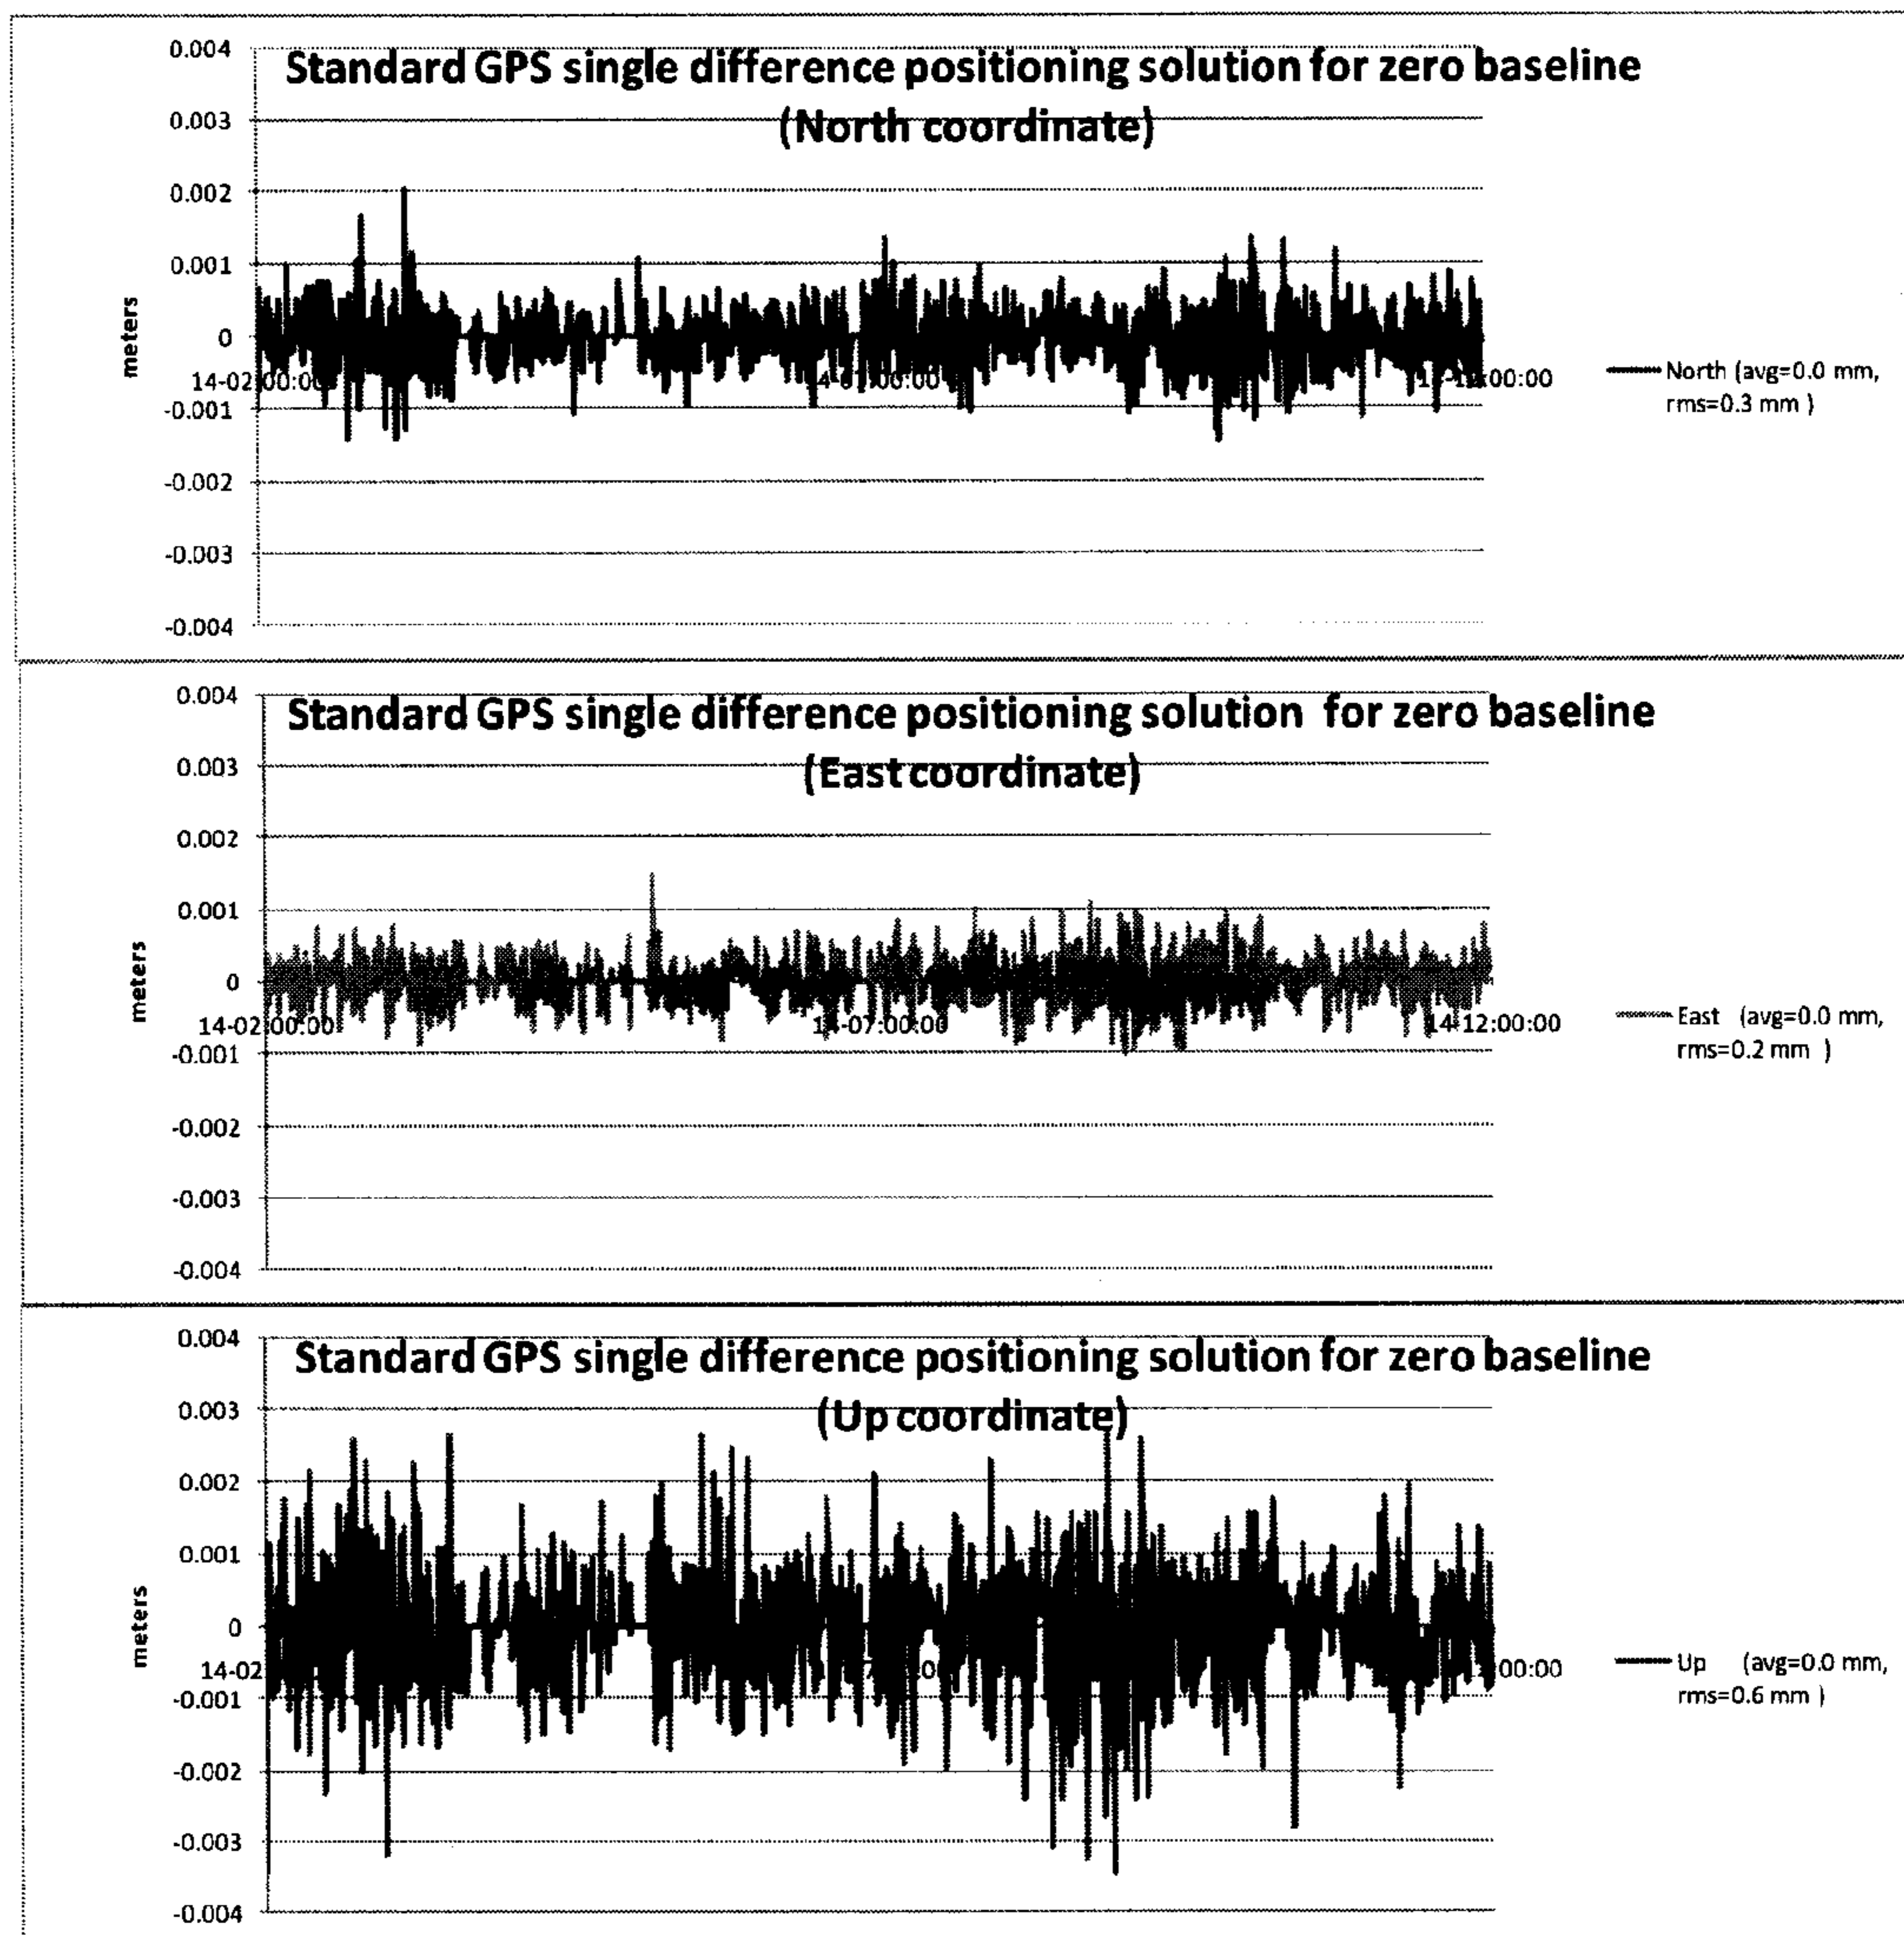 Standard GPS single difference positioning solution for zero baseline
(North coordinate)
0.004
0.003
0.002
0.001
0
-0.001
-0.002
-0.003
-0.004
meters
14-02:00:00:00
North (avg=0.0 mm,
rms=0.3 mm )
Standard GPS single difference positioning solution for zero baseline
(East coordinate)
0.004
0.003
0.002
0.001
0
-0.001
-0.002
-0.003
-0.004
meters
14-07:00:00
14-12:00:00
East (avg=0.0 mm,
rms=0.2 mm )
Standard GPS single difference positioning solution for zero baseline
(Up coordinate)
0.004
0.003
0.002
0.001
0
-0.001
-0.002
-0.003
-0.004
meters
14-02
00:00
Up (avg=0.0 mm,
rms=0.6 mm )